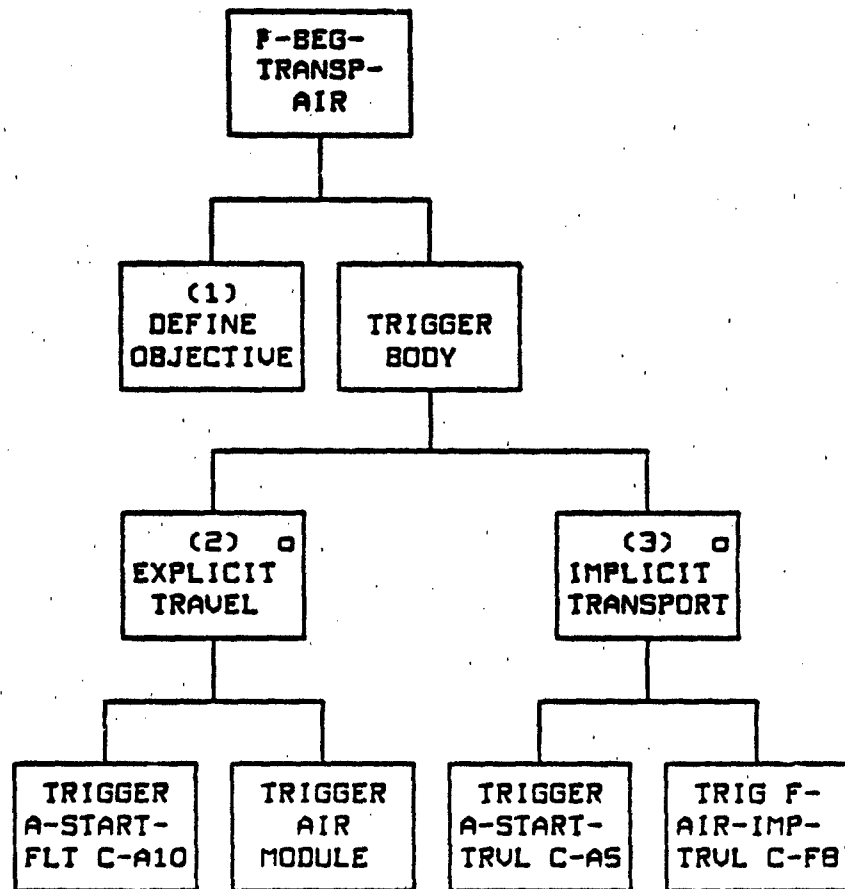 F-BEG-
TRANSP-
AIR
(1)
DEFINE
OBJECTIVE
TRIGGER
BODY
(2) o
EXPLICIT
TRAVEL
(3) o
IMPLICIT
TRANSPORT
TRIGGER
A-START-
FLT C-A10
TRIGGER
AIR
MODULE
TRIGGER
A-START-
TRVL C-A5
TRIG F-
AIR-IMP-
TRVL C-F8